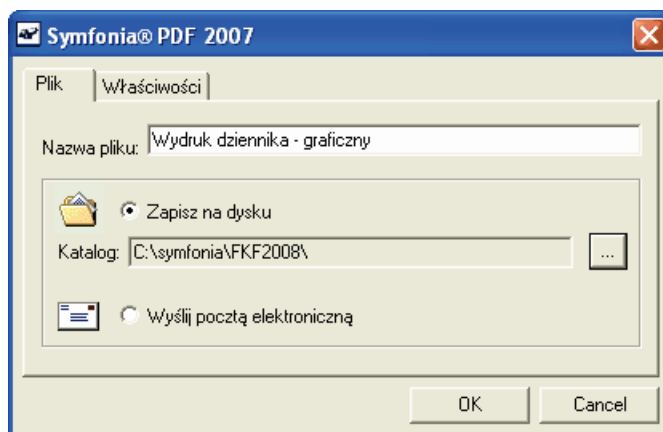 Symfonia® PDF 2007
Plik Właściwości
Nazwa pliku: Wydruk dziennika - graficzny
Zapisz na dysku
Katalog: C:\symfonia\FKF2008\ ...
Wyślij pocztą elektroniczną
OK Cancel